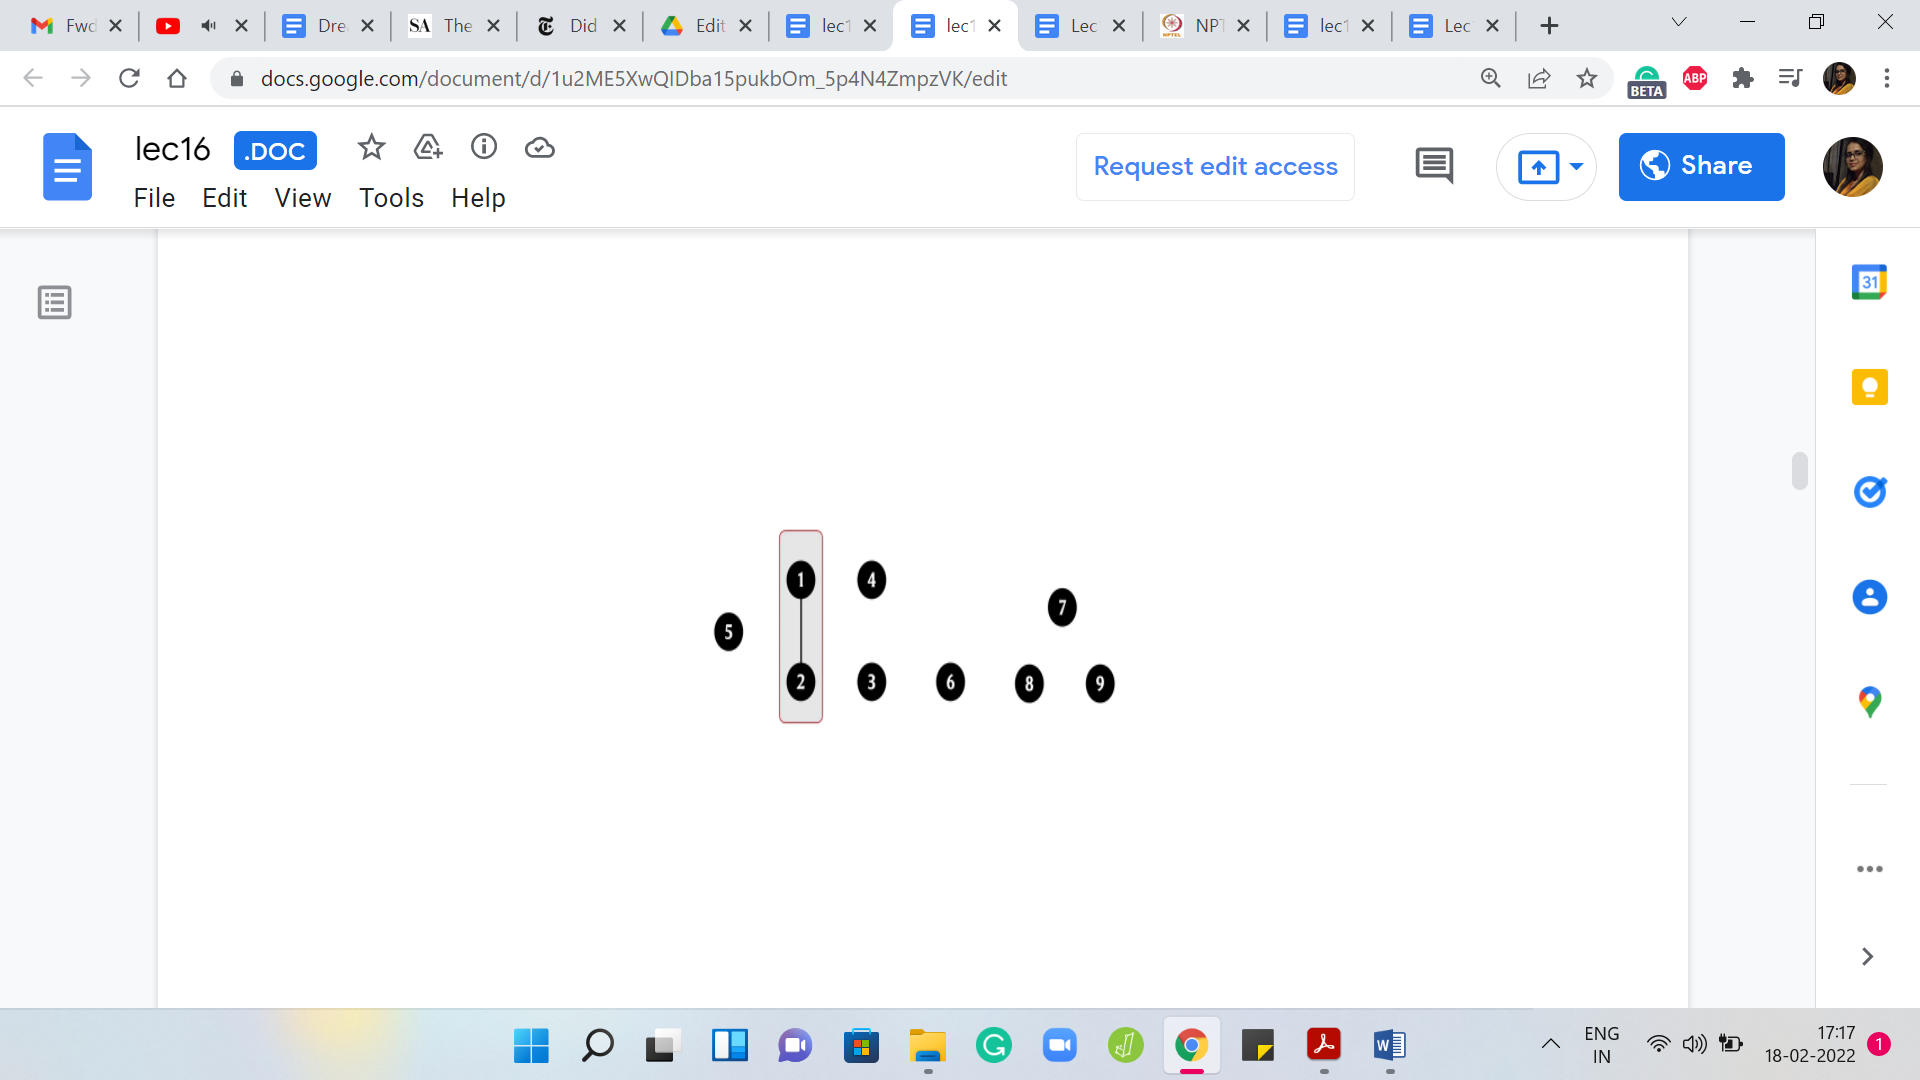 Fwd Dre SA The Did Edit lec1 lec1 Lec NPT lec1 Lec
docs.google.com/document/d/1u2ME5XwQIDba15pukbOm_5p4N4ZmpzVK/edit
ABP
BETA
lec16 .DOC
Request edit access
Share
File Edit View Tools Help
31
1 4
7
5
2 3 6 8 9
ENG
IN
17:17
18-02-2022
1